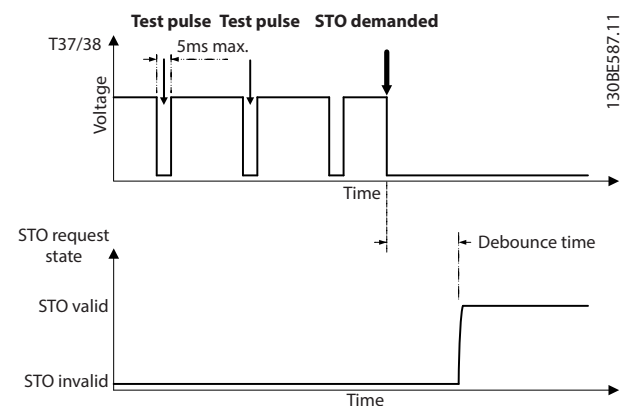 Test pulse Test pulse STO demanded
T37/38
5ms max.
Voltage
Time
130BE587.11
STO request
state
Debounce time
STO valid
STO invalid
Time